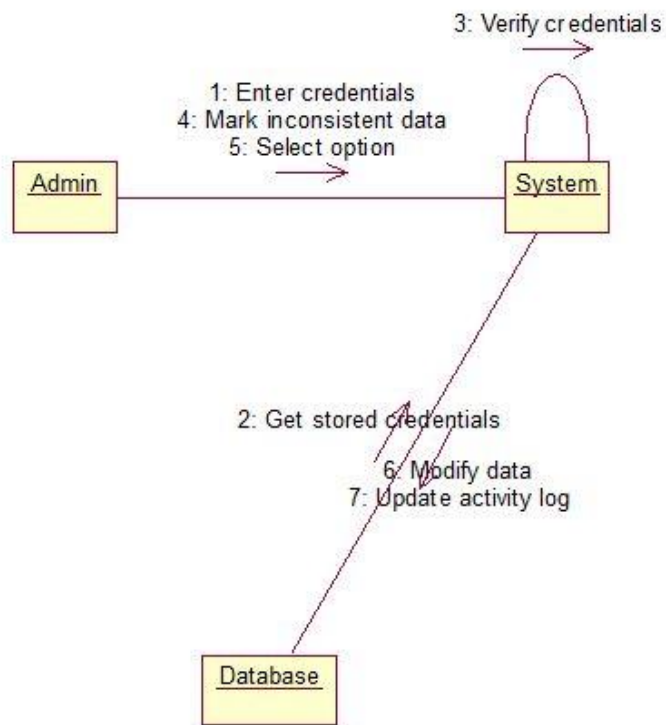 3: Verify credentials
1: Enter credentials
4: Mark inconsistent data
5: Select option
Admin
System
2: Get stored credentials
6: Modify data
7: Update activity log
Database